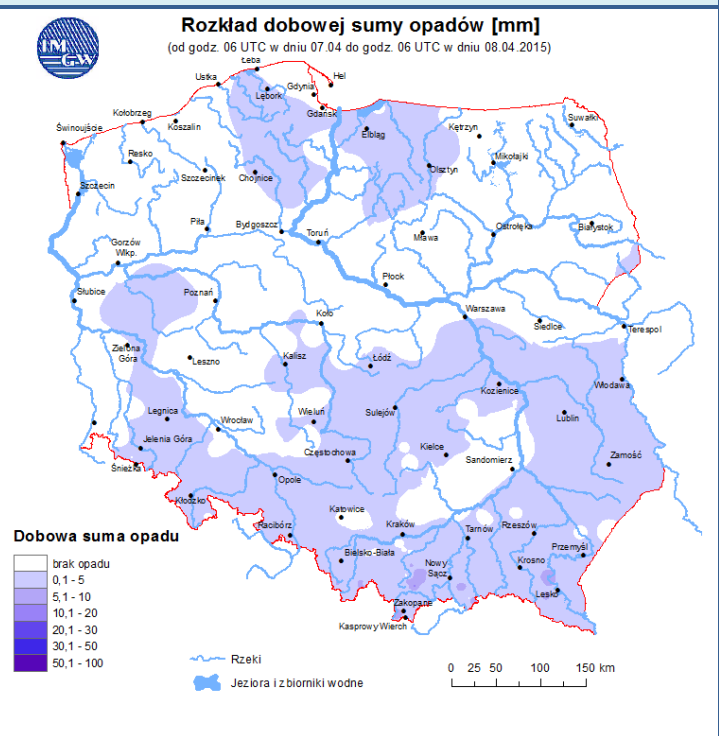 Rozkład dobowej sumy opadów [mm]
(od godz. 06 UTC w dniu 07.04 do godz. 06 UTC w dniu 08.04.2015)
IM
GW
Łeba
Ustka
Hel
Gdynia
Lębork
Gdańsk
Kołobrzeg
Koszalin
Świnoujście
Elbląg
Kętrzyn
Suwałki
Resko
Mikołajki
Szczecinek
Chojnice
Olsztyn
Szczecin
Piła
Bydgoszcz
Toruń
Mława
Ostrołęka
Białystok
Gorzów
Wlkp.
Płock
Słubice
Poznań
Koło
Warszawa
Siedlce
Terespol
Zielona
Góra
Leszno
Kalisz
Łódź
Kozienice
Włodawa
Legnica
Wrocław
Wieluń
Sulejów
Lublin
Jelenia Góra
Częstochowa
Kielce
Sandomierz
Zamość
Śnieżka
Opole
Kłodzko
Katowice
Racibórz
Kraków
Tarnów
Rzeszów
Przemyśl
Bielsko-Biała
Nowy
Sącz
Krosno
Lesko
Zakopane
Kasprowy Wierch
Dobowa suma opadu
brak opadu
0,1 - 5
5,1 - 10
10,1 - 20
20,1 - 30
30,1 - 50
50,1 - 100
Rzeki
Jeziora i zbiorniki wodne
0 25 50 100 150 km